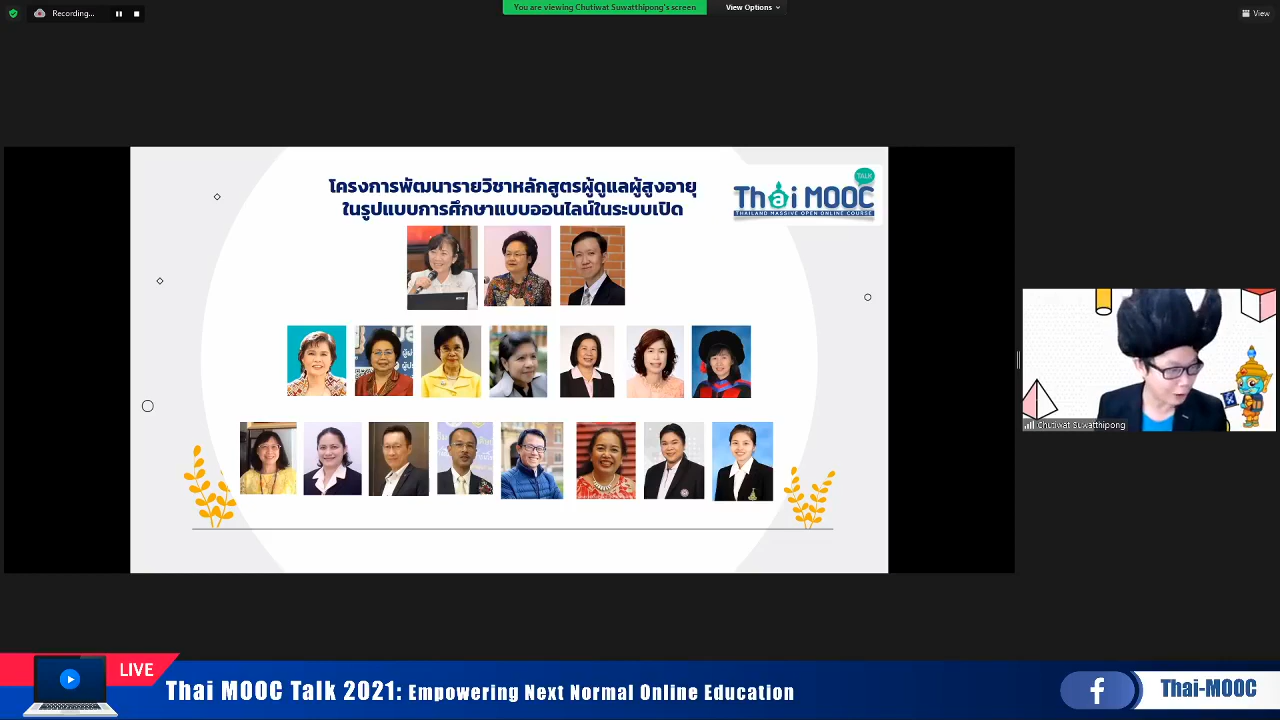 Recording...
You are viewing Chutiwat Suwatthipong's screen
View Options
View
โครงการพัฒนารายวิชาหลักสูตรผู้ดูแลผู้สูงอายุ
ในรูปแบบการศึกษาแบบออนไลน์ในระบบเปิด
TALK
Thai MOOC
THAILAND MASSIVE OPEN ONLINE COURSE
Chutiwat Suwatthipong
LIVE
Thai MOOC Talk 2021: Empowering Next Normal Online Education
f
Thai-MOOC